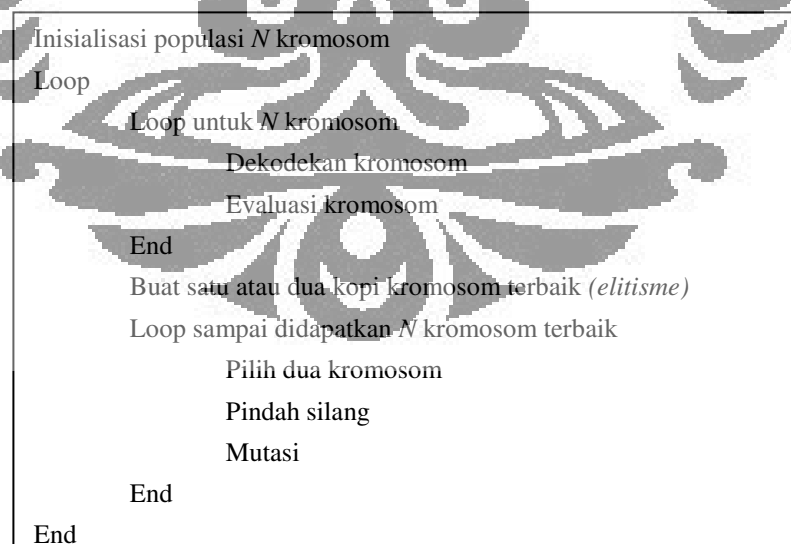 Inisialisasi populasi N kromosom
Loop
Loop untuk N kromosom
Dekodekan kromosom
Evaluasi kromosom
End
Buat satu atau dua kopi kromosom terbaik (elitisme)
Loop sampai didapatkan N kromosom terbaik
Pilih dua kromosom
Pindah silang
Mutasi
End
End